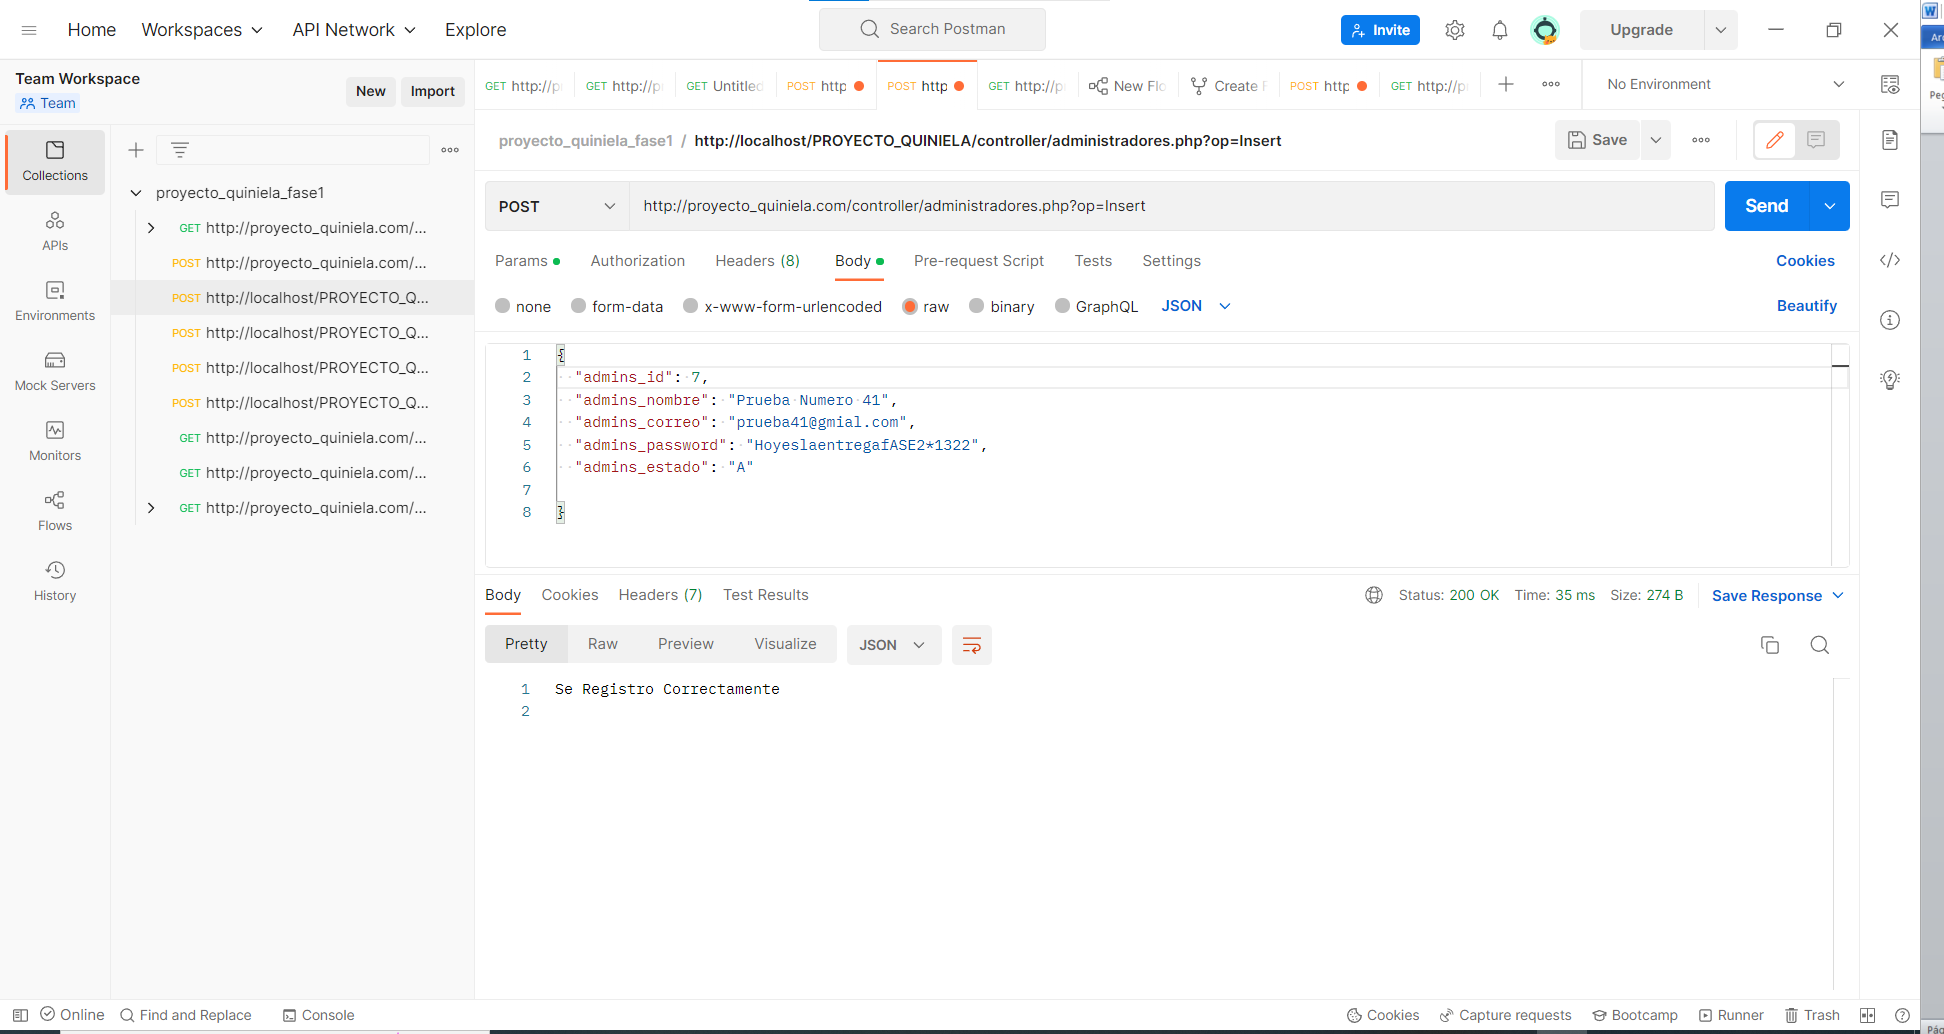 Home Workspaces API Network Explore Search Postman Invite Upgrade
Team Workspace
Team
New Import
GET http://p GET http://p GET Untitled POST http POST http GET http://p New Flo Create POST http GET http://p No Environment
proyecto_quiniela_fase1 / http://localhost/PROYECTO_QUINIELA/controller/administradores.php?op=Insert Save
Collections
APIs
Environments
Mock Servers
Monitors
Flows
History
proyecto_quiniela_fase1
GET http://proyecto_quiniela.com/...
POST http://proyecto_quiniela.com/...
POST http://localhost/PROYECTO_Q...
POST http://localhost/PROYECTO_Q...
POST http://localhost/PROYECTO_Q...
POST http://localhost/PROYECTO_Q...
GET http://proyecto_quiniela.com/...
GET http://proyecto_quiniela.com/...
GET http://proyecto_quiniela.com/...
POST http://proyecto_quiniela.com/controller/administradores.php?op=Insert Send
Params Authorization Headers (8) Body Pre-request Script Tests Settings Cookies
none form-data x-www-form-urlencoded raw binary GraphQL JSON Beautify
1 {
2 "admins_id": 7,
3 "admins_nombre": "Prueba Numero 41",
4 "admins_correo": "prueba41@gmial.com",
5 "admins_password": "HoyeslaentregafASE2*1322",
6 "admins_estado": "A"
7
8 }
Body Cookies Headers (7) Test Results Status: 200 OK Time: 35 ms Size: 274 B Save Response
Pretty Raw Preview Visualize JSON
1 Se Registro Correctamente
2
Online Find and Replace Console Cookies Capture requests Bootcamp Runner Trash
W
Arc
Peg
Pág